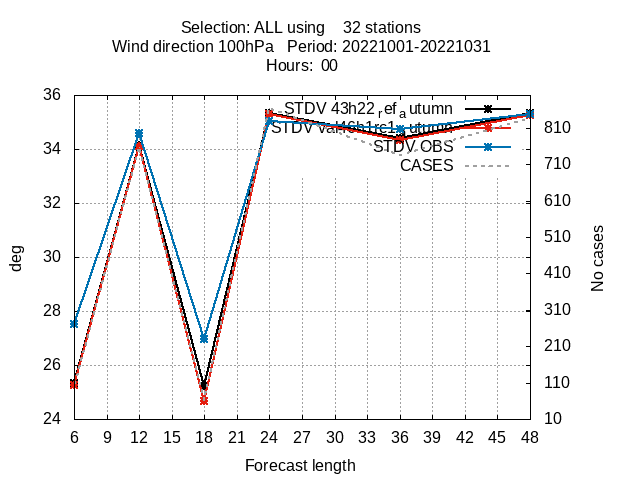 Selection: ALL using    32 stations
Wind direction 100hPa   Period: 20221001-20221031
Hours:  00
36
34
32
30
28
26
24
deg
STDV 43h22_ref_autumn
STDV Val46h1rc1_autumn
STDV OBS
CASES
810
710
610
510
410
310
210
110
10
No cases
6 9 12 15 18 21 24 27 30 33 36 39 42 45 48
Forecast length